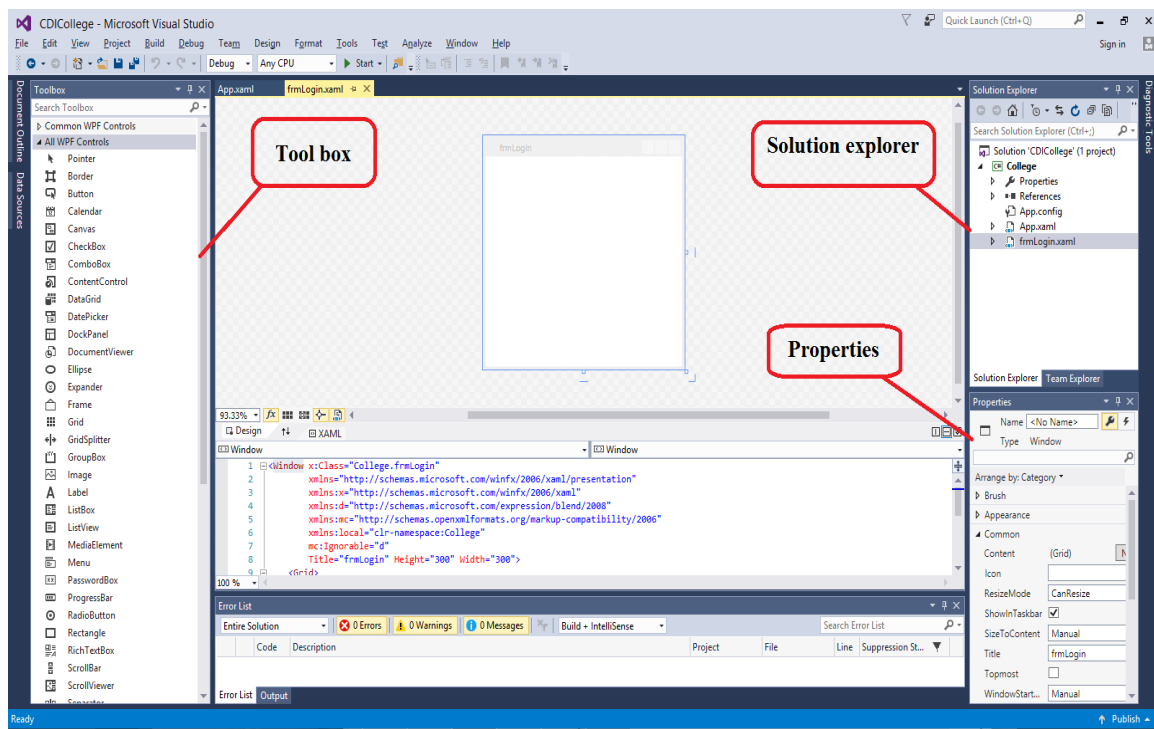 CDICollege - Microsoft Visual Studio
Quick Launch (Ctrl+Q)
File Edit View Project Build Debug Team Design Format Tools Test Analyze Window Help
Sign in
Debug Any CPU Start
Document Outline
Data Sources
Toolbox
Search Toolbox
Common WPF Controls
All WPF Controls
Pointer
Border
Button
Calendar
Canvas
CheckBox
ComboBox
ContentControl
DataGrid
DatePicker
DockPanel
DocumentViewer
Ellipse
Expander
Frame
Grid
GridSplitter
GroupBox
Image
Label
ListBox
ListView
MediaElement
Menu
PasswordBox
ProgressBar
RadioButton
Rectangle
RichTextBox
ScrollBar
ScrollViewer
Separator
App.xaml frmLogin.xaml
Tool box
frmLogin
Solution explorer
Properties
93.33% fx
Design XAML
Window Window
1 <Window x:Class="College.frmLogin"
2 xmlns="http://schemas.microsoft.com/winfx/2006/xaml/presentation"
3 xmlns:x="http://schemas.microsoft.com/winfx/2006/xaml"
4 xmlns:d="http://schemas.microsoft.com/expression/blend/2008"
5 xmlns:mc="http://schemas.openxmlformats.org/markup-compatibility/2006"
6 xmlns:local="clr-namespace:College"
7 mc:Ignorable="d"
8 Title="frmLogin" Height="300" Width="300">
9 <Grid>
100 %
Error List
Entire Solution 0 Errors 0 Warnings 0 Messages Build + IntelliSense Search Error List
Code Description Project File Line Suppression St...
Error List Output
Solution Explorer
Search Solution Explorer (Ctrl+;)
Solution 'CDICollege' (1 project)
C# College
Properties
References
App.config
App.xaml
frmLogin.xaml
Solution Explorer Team Explorer
Diagnostic Tools
Properties
Name <No Name>
Type Window
Arrange by: Category
Brush
Appearance
Common
Content (Grid) N
Icon
ResizeMode CanResize
ShowInTaskbar
SizeToContent Manual
Title frmLogin
Topmost
WindowStart... Manual
Ready
Publish